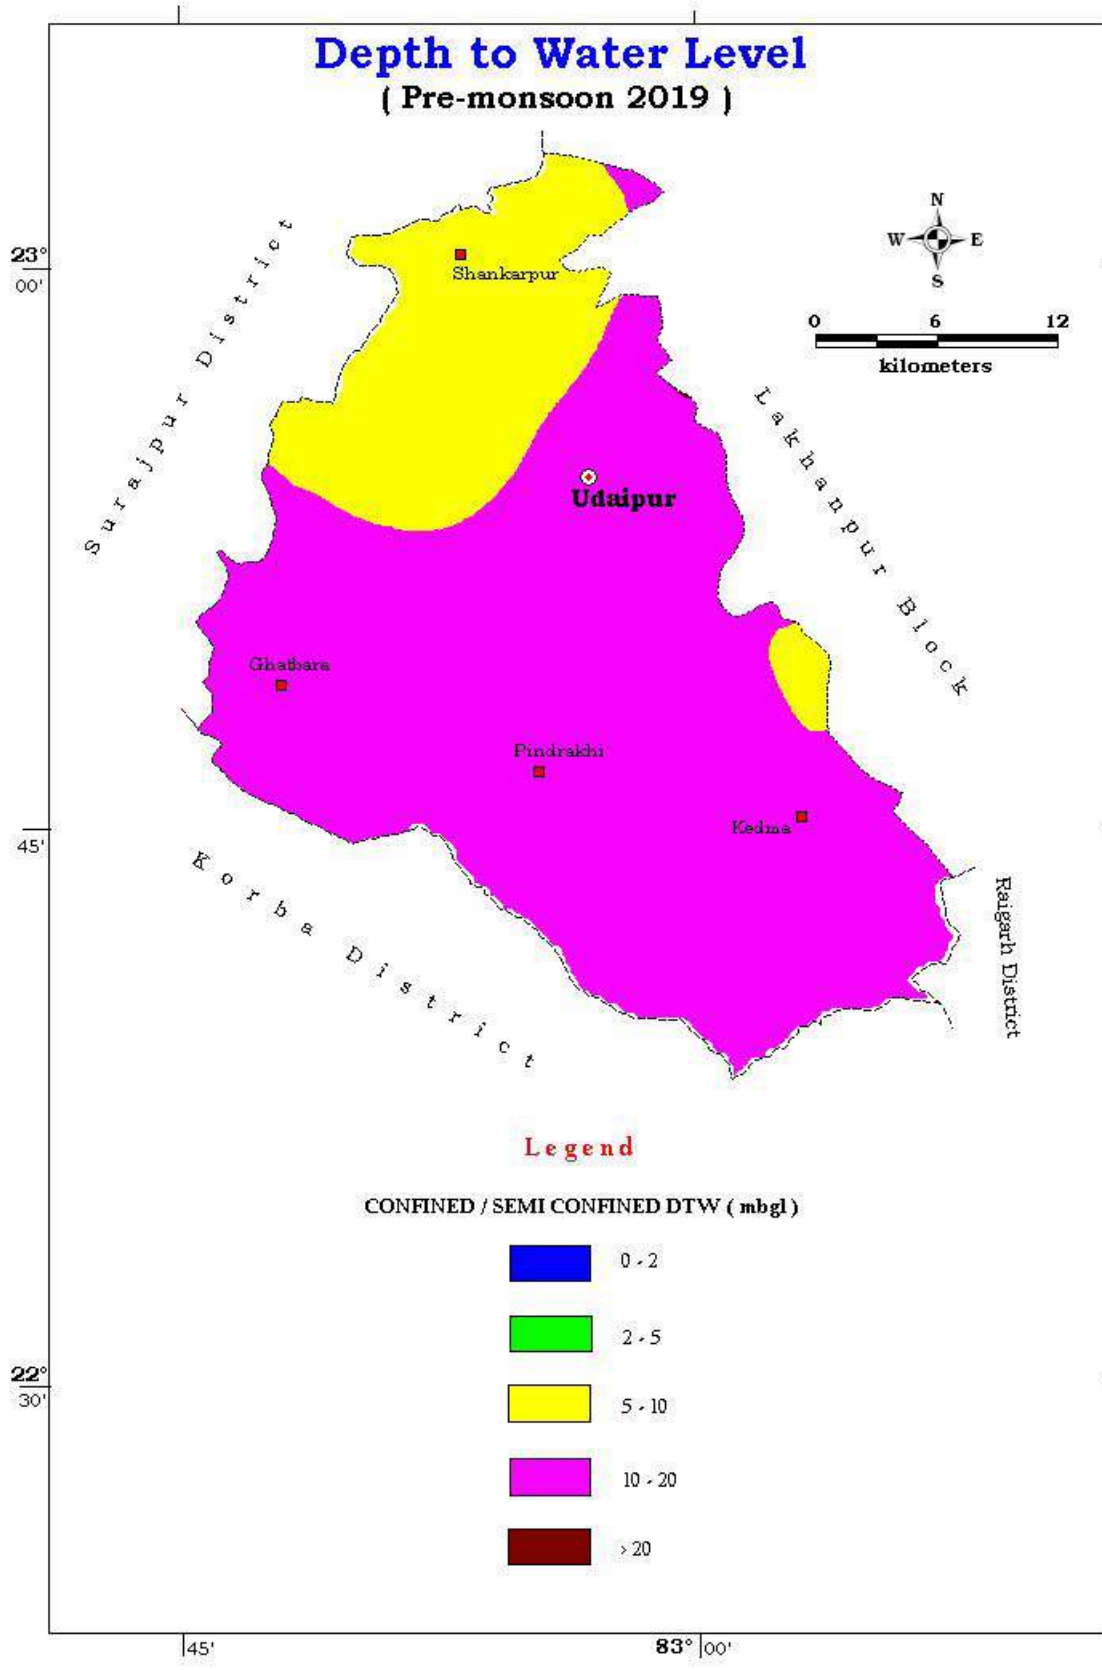 Depth to Water Level
( Pre-monsoon 2019 )
N
W E
S
23°
00'
0 6 12
kilometers
Surajpur District
Shankarpur
Lakhanpur Block
Udaipur
Ghatbara
Pindrakhi
Kedma
45'
Korba District
Raigarh District
Legend
CONFINED / SEMI CONFINED DTW ( mbgl )
0 - 2
2 - 5
5 - 10
10 - 20
> 20
22°
30'
45'
83° 00'